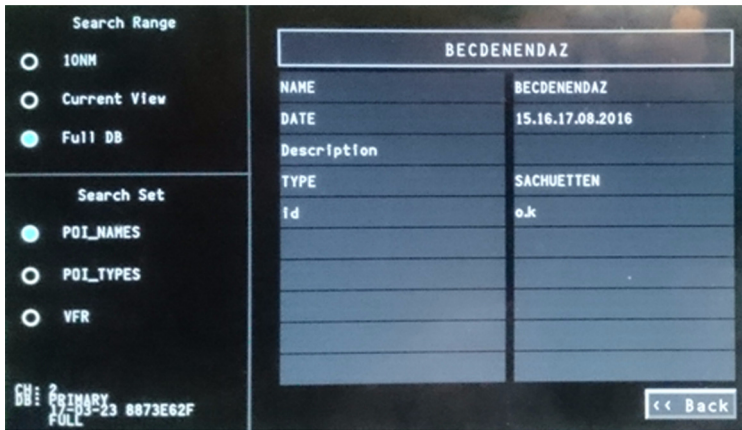 Search Range
10NM
Current View
Full DB
Search Set
POI_NAMES
POI_TYPES
VFR
CH: 2
DB: PRIMARY
17-03-23 8873E62F
FULL
BECDENENDAZ
NAME BECDENENDAZ
DATE 15.16.17.08.2016
Description
TYPE SACHUETTEN
id o.k
<< Back